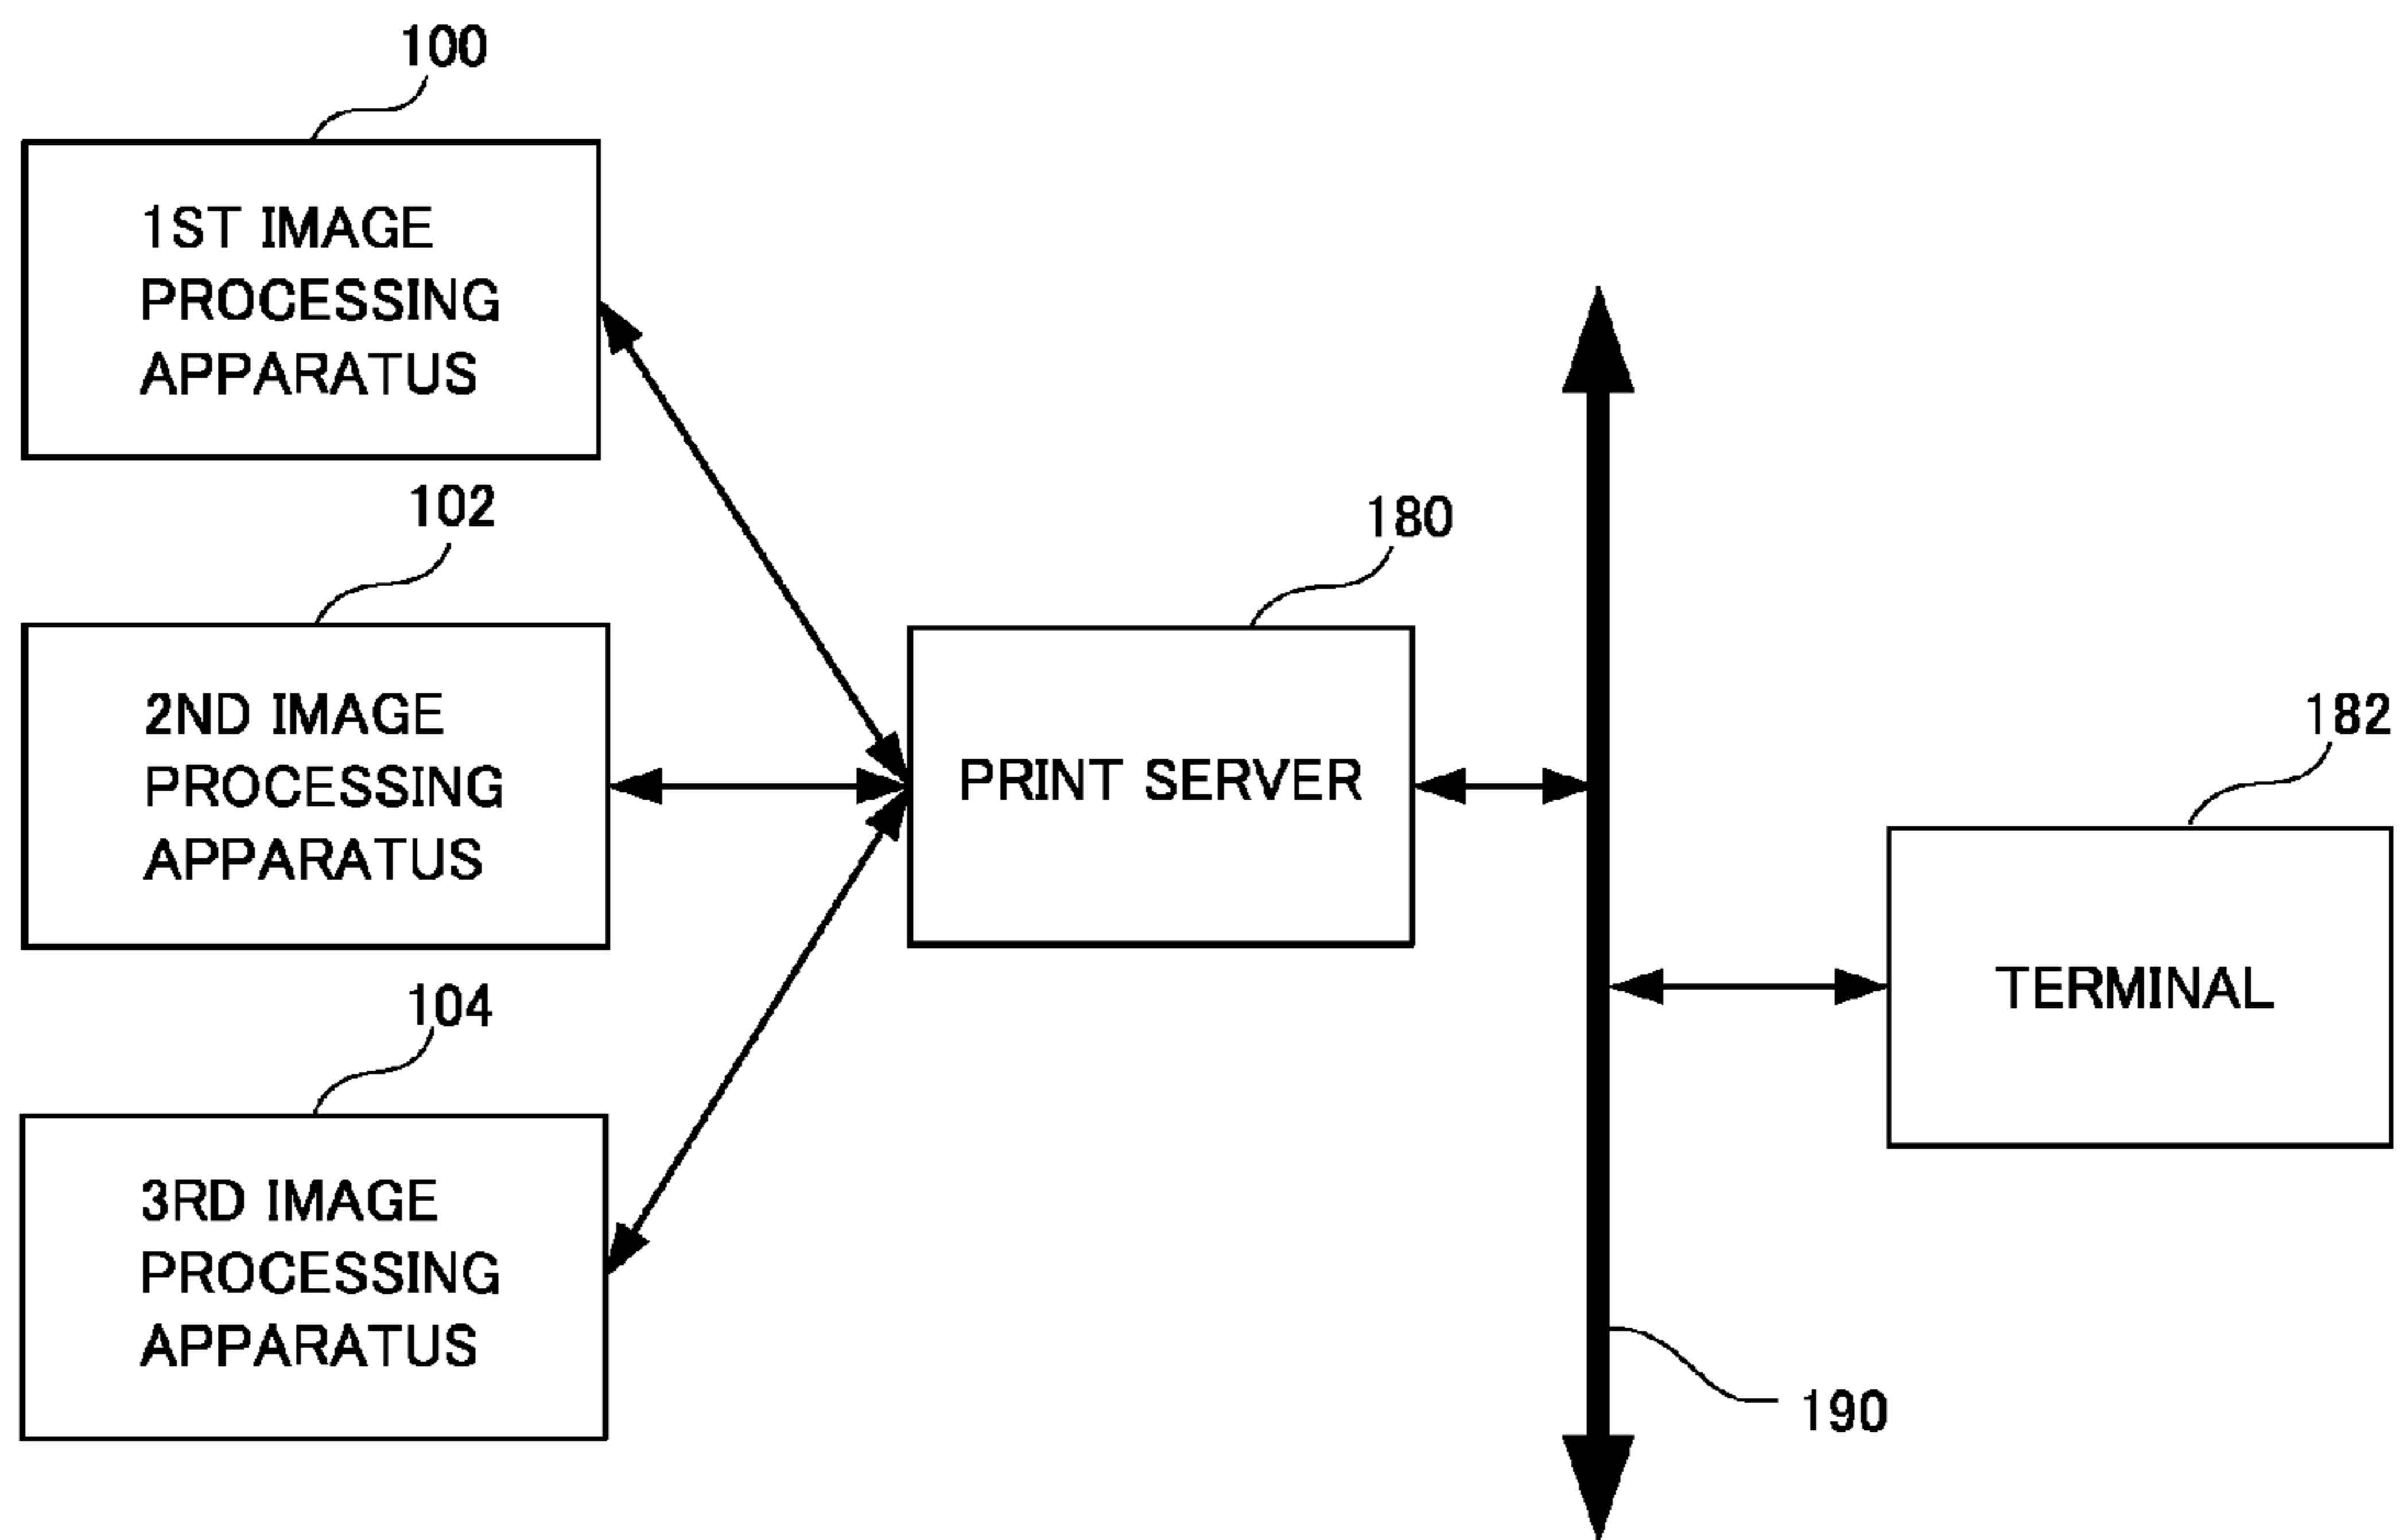 100
1ST IMAGE
PROCESSING
APPARATUS
102
2ND IMAGE
PROCESSING
APPARATUS
104
3RD IMAGE
PROCESSING
APPARATUS
180
PRINT SERVER
182
TERMINAL
190